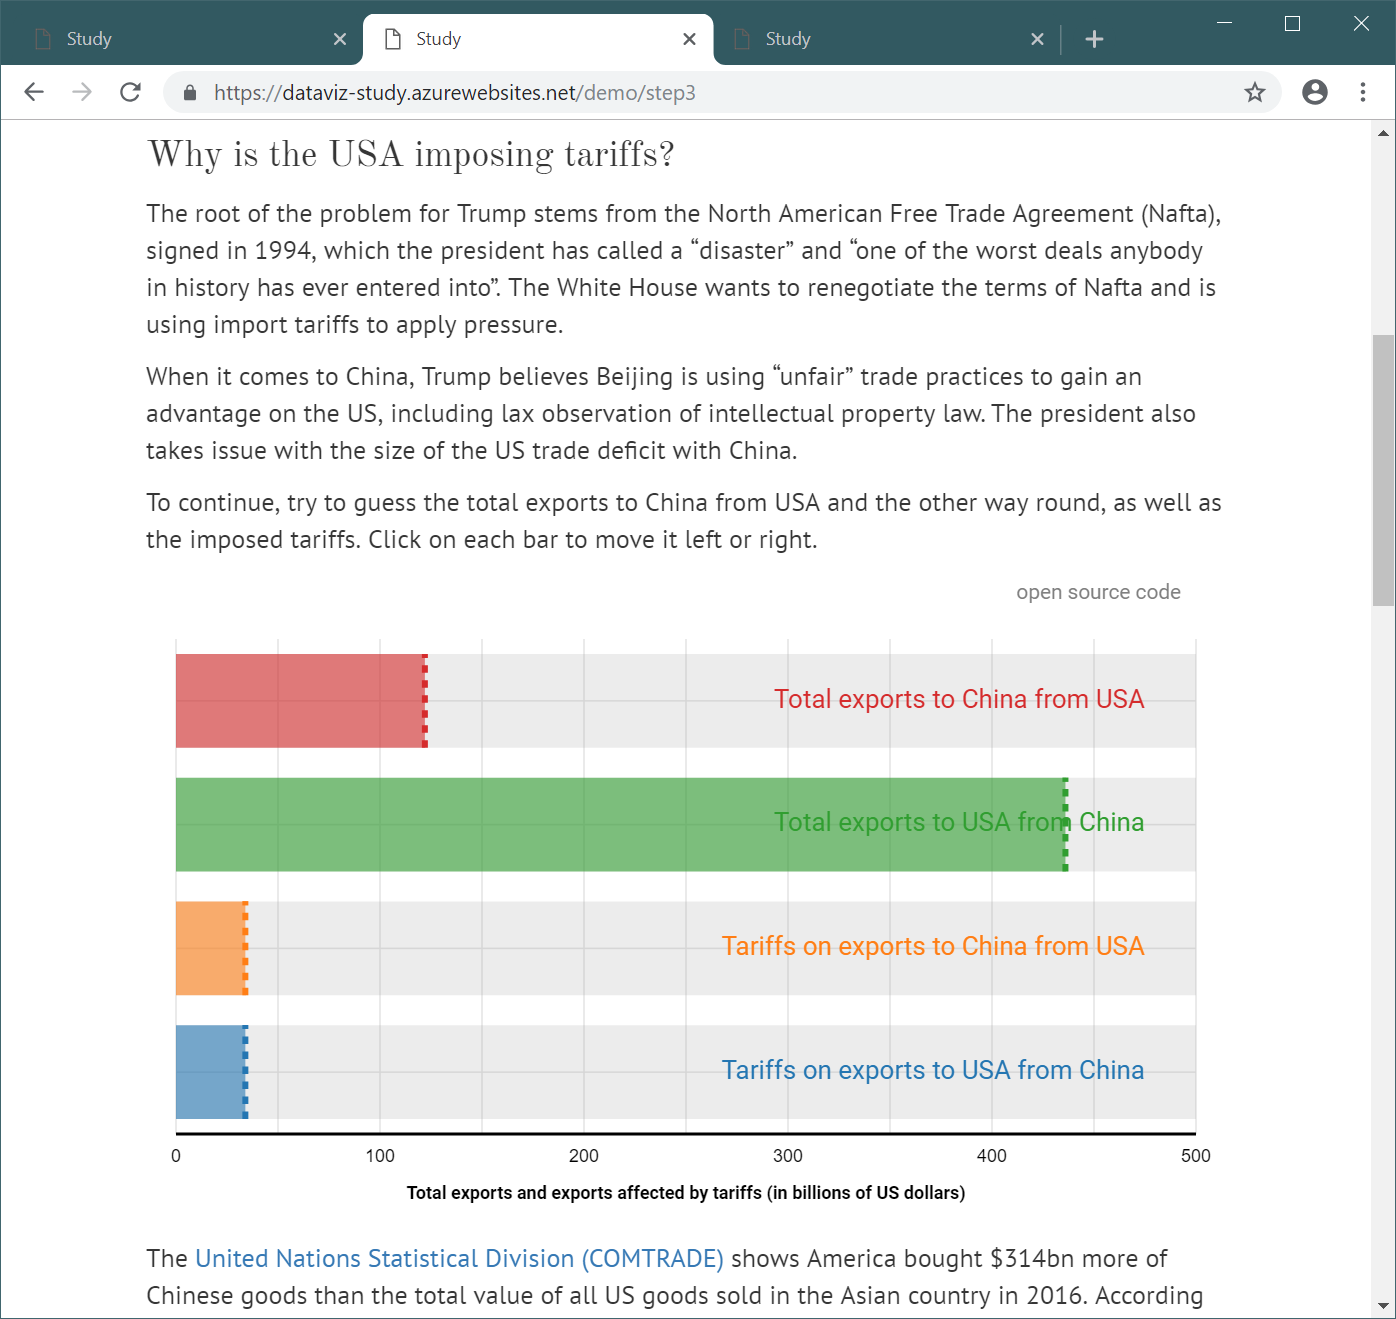 Study
Study
Study
https://dataviz-study.azurewebsites.net/demo/step3
Why is the USA imposing tariffs?
The root of the problem for Trump stems from the North American Free Trade Agreement (Nafta),
signed in 1994, which the president has called a “disaster” and “one of the worst deals anybody
in history has ever entered into”. The White House wants to renegotiate the terms of Nafta and is
using import tariffs to apply pressure.
When it comes to China, Trump believes Beijing is using “unfair” trade practices to gain an
advantage on the US, including lax observation of intellectual property law. The president also
takes issue with the size of the US trade deficit with China.
To continue, try to guess the total exports to China from USA and the other way round, as well as
the imposed tariffs. Click on each bar to move it left or right.
open source code
Total exports to China from USA
Total exports to USA from China
Tariffs on exports to China from USA
Tariffs on exports to USA from China
0 100 200 300 400 500
Total exports and exports affected by tariffs (in billions of US dollars)
The United Nations Statistical Division (COMTRADE) shows America bought $314bn more of
Chinese goods than the total value of all US goods sold in the Asian country in 2016. According